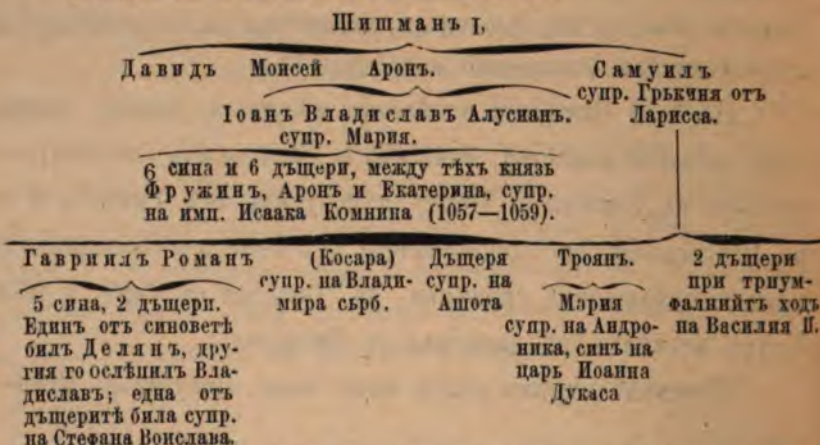 Шишманъ I.
Давидъ Моисей Аронъ. Самуилъ
супр. Грькчня отъ
Ларисса.
Іоанъ Владиславъ Алусианъ.
супр. Мария.
6 сина и 6 дъщери, между тѣхъ князь
Фружинъ, Аронъ и Екатерина, супр.
на имп. Исаака Комнина (1057—1059).
Гавриилъ Романъ
5 сина, 2 дъщери.
Единъ отъ синоветѣ
билъ Делянъ, дру-
гия го ослѣпилъ Вла-
диславъ; една отъ
дъщеритѣ била супр.
на Стефана Воислава.
(Косара)
супр. на Влади-
мира сърб.
Дъщеря
супр. на
Ашота
Троянъ.
Мария
супр. на Андро-
ника, синъ на
царь Иоанна
Дукаса
2 дъщери
при триум-
фалнийтъ ходъ
на Василия II.